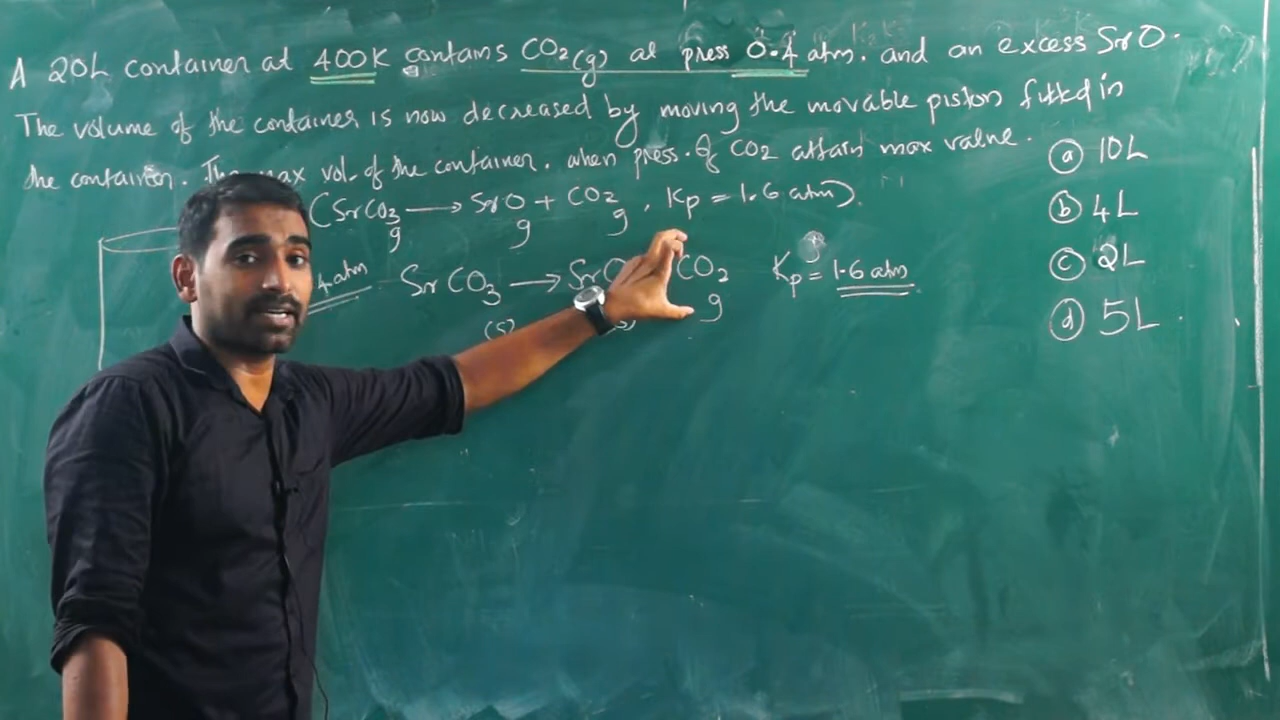 A 20L container at 400K contains CO2(g) at press 0.4 atm. and an excess SrO.
The volume of the container is now decreased by moving the movable piston fitted in
the container. The max vol. of the container. when press. of CO2 attains max value.
(SrCO3 g → SrO g + CO2 g, Kp = 1.6 atm).
atm SrCO3 (s) → SrO (s) CO2 g Kp = 1.6 atm
(a) 10L
(b) 4L
(c) 2L
(d) 5L